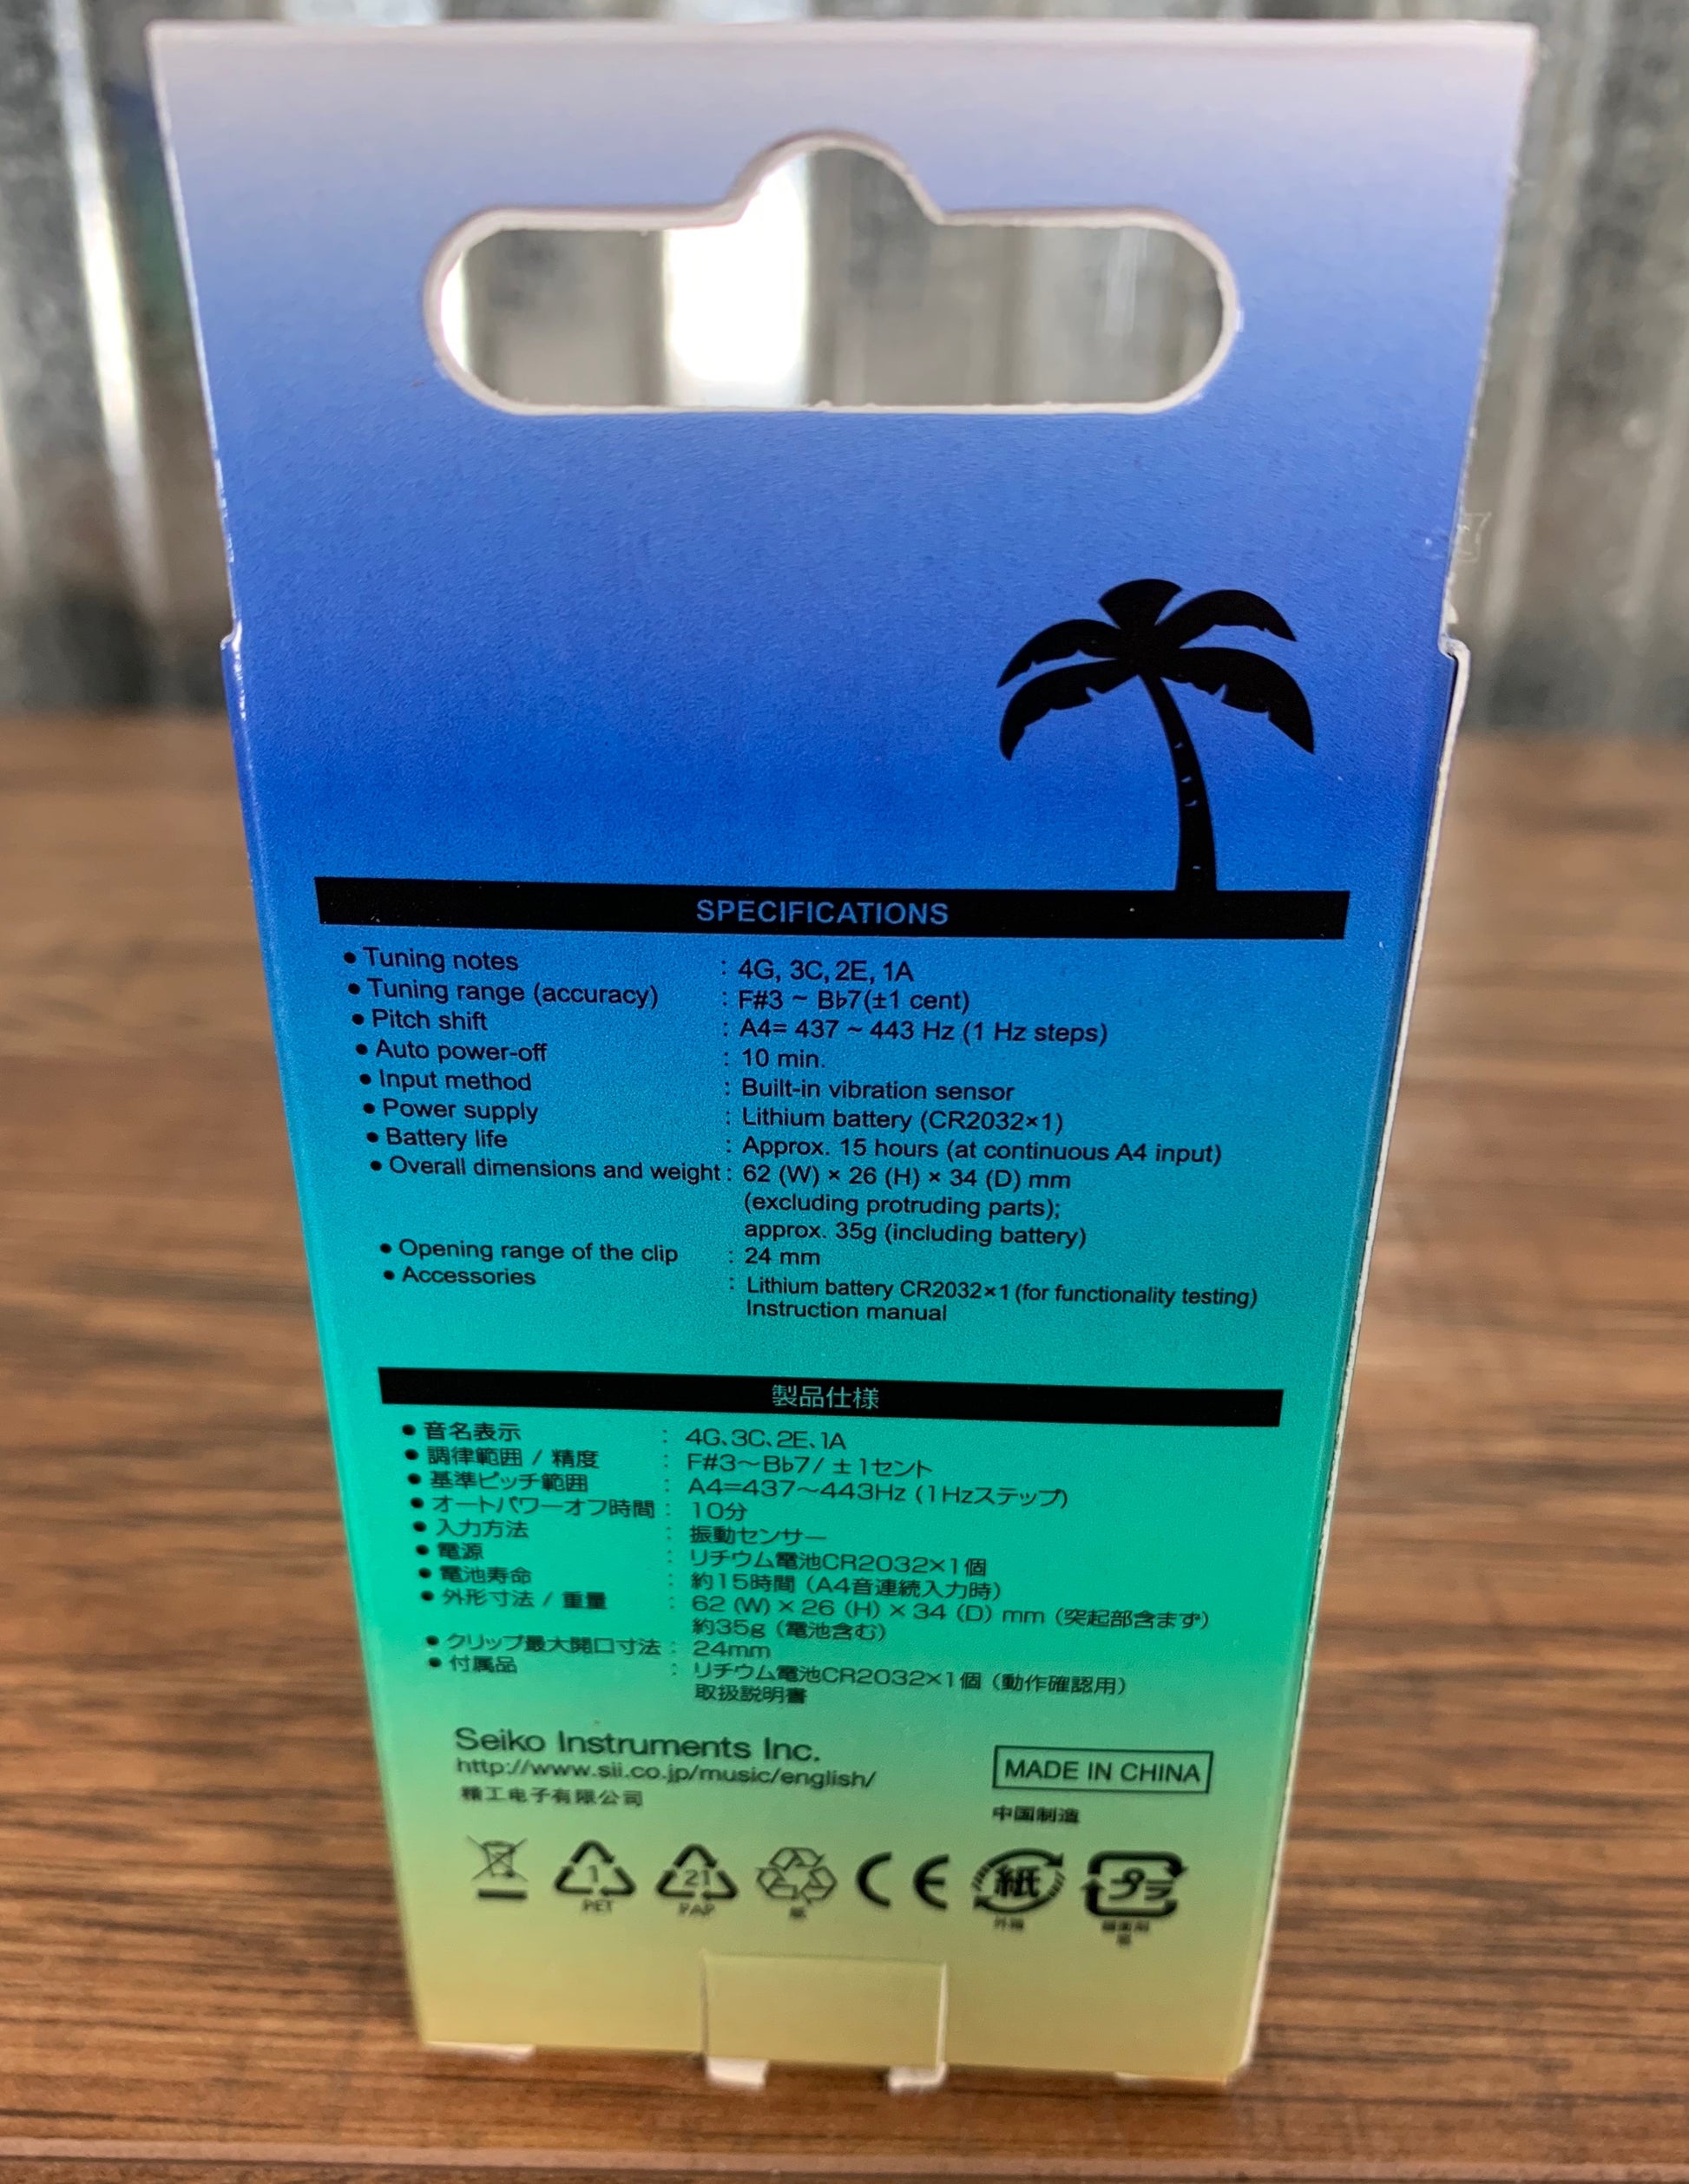 SPECIFICATIONS
• Tuning notes : 4G, 3C, 2E, 1A
• Tuning range (accuracy) : F#3 ~ B♭7(±1 cent)
• Pitch shift : A4= 437 ~ 443 Hz (1 Hz steps)
• Auto power-off : 10 min.
• Input method : Built-in vibration sensor
• Power supply : Lithium battery (CR2032×1)
• Battery life : Approx. 15 hours (at continuous A4 input)
• Overall dimensions and weight : 62 (W) × 26 (H) × 34 (D) mm
(excluding protruding parts);
approx. 35g (including battery)
• Opening range of the clip : 24 mm
• Accessories : Lithium battery CR2032×1 (for functionality testing)
Instruction manual
製品仕様
• 音名表示 : 4G、3C、2E、1A
• 調律範囲 / 精度 : F#3〜B♭7/ ±1セント
• 基準ピッチ範囲 : A4=437〜443Hz (1Hzステップ)
• オートパワーオフ時間 : 10分
• 入力方法 : 振動センサー
• 電源 : リチウム電池CR2032×1個
• 電池寿命 : 約15時間 (A4音連続入力時)
• 外形寸法 / 重量 : 62 (W) × 26 (H) × 34 (D) mm (突起部含まず)
約35g (電池含む)
• クリップ最大開口寸法 : 24mm
• 付属品 : リチウム電池CR2032×1個 (動作確認用)
取扱説明書
Seiko Instruments Inc.
http://www.sii.co.jp/music/english/
精工电子有限公司
MADE IN CHINA
中国制造
1 21 CE 紙 プラ
PET PAP 紙 外箱